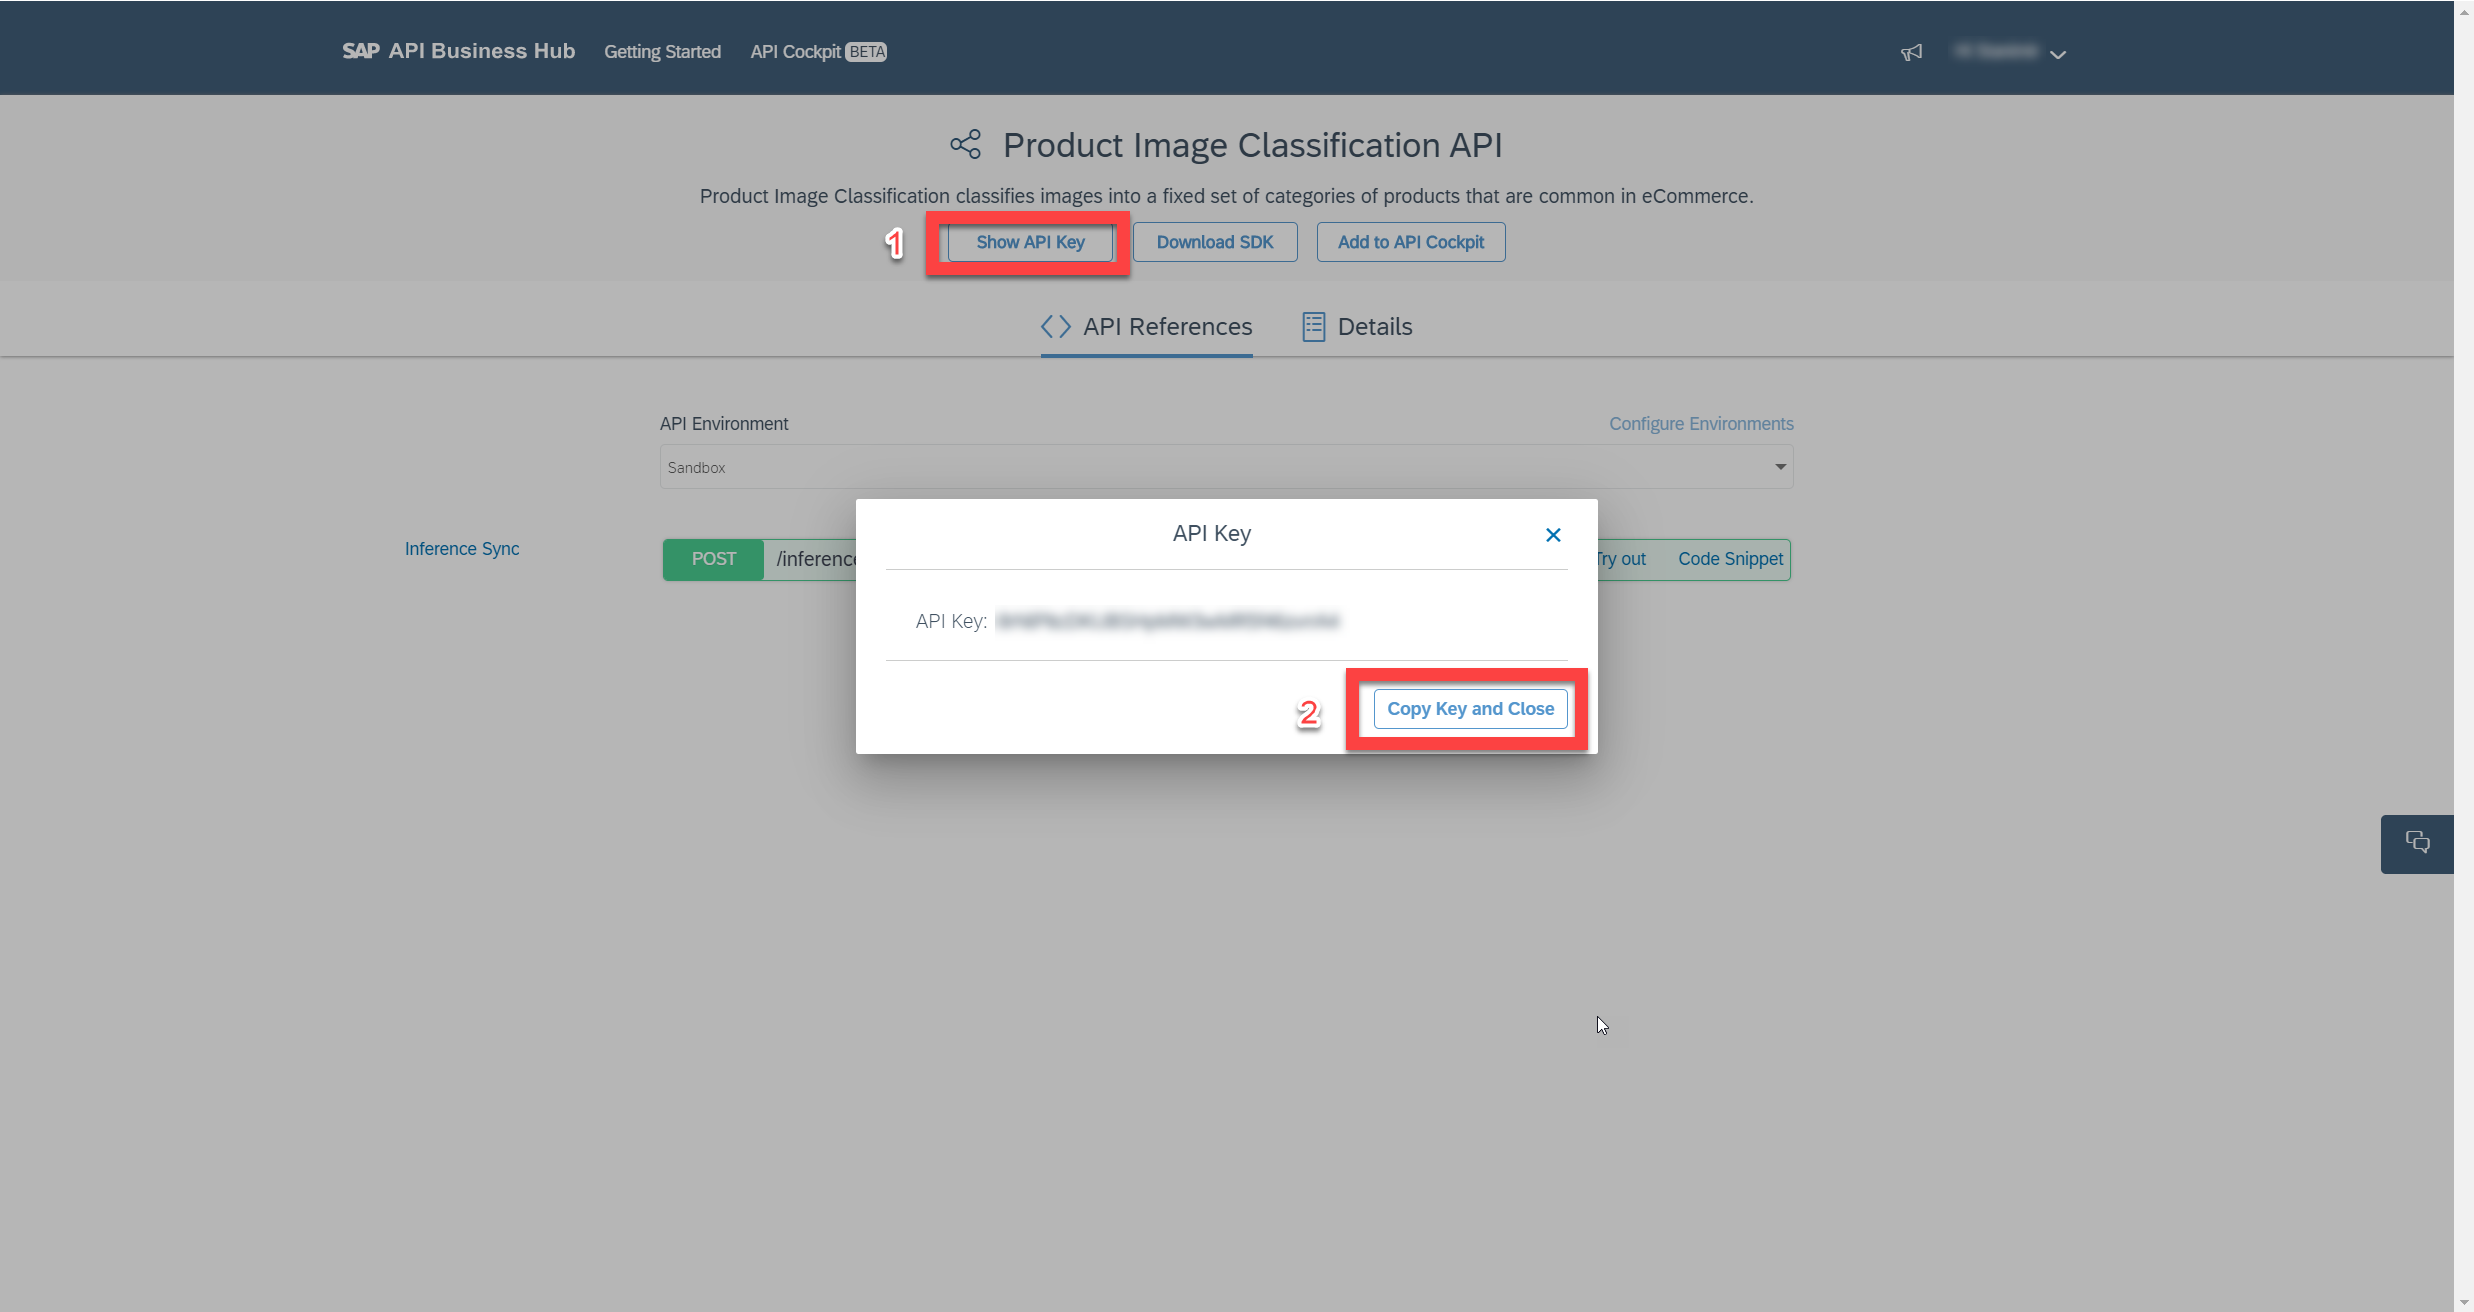 SAP API Business Hub Getting Started API Cockpit BETA
Product Image Classification API
Product Image Classification classifies images into a fixed set of categories of products that are common in eCommerce.
1 Show API Key Download SDK Add to API Cockpit
API References Details
API Environment Configure Environments
Sandbox
API Key
Inference Sync POST /inference Try out Code Snippet
API Key:
2 Copy Key and Close